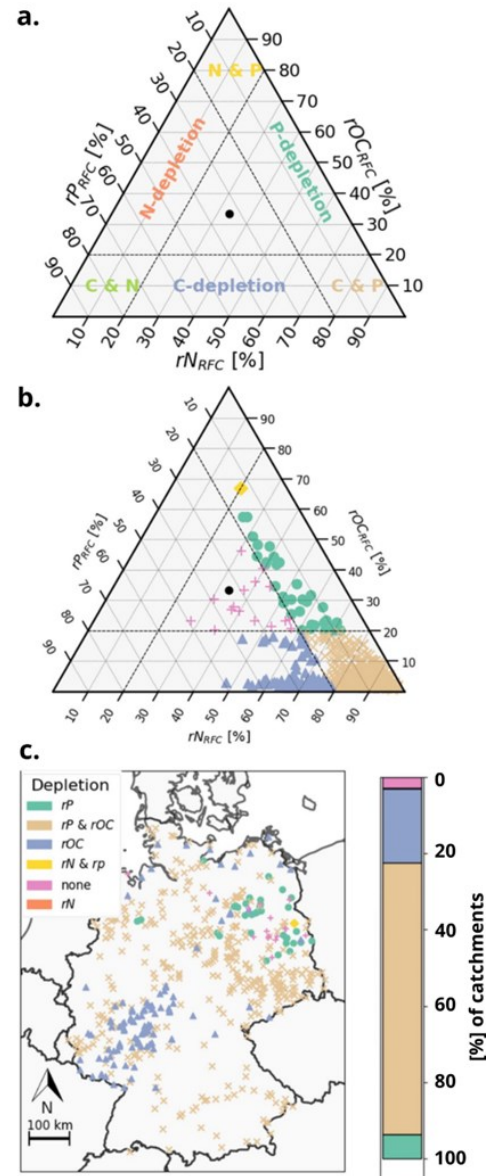 a.
90
80
70
60
50
40
30
20
10
rOC_RFC [%]
10
20
30
40
50
60
70
80
90
rP_RFC [%]
10
20
30
40
50
60
70
80
90
rN_RFC [%]
N & P
N-depletion
P-depletion
C & N
C-depletion
C & P
b.
90
80
70
60
50
40
30
20
10
rOC_RFC [%]
10
20
30
40
50
60
70
80
90
rP_RFC [%]
10
20
30
40
50
60
70
80
90
rN_RFC [%]
c.
Depletion
rP
rP & rOC
rOC
rN & rp
none
rN
N
100 km
0
20
40
60
80
100
[%] of catchments